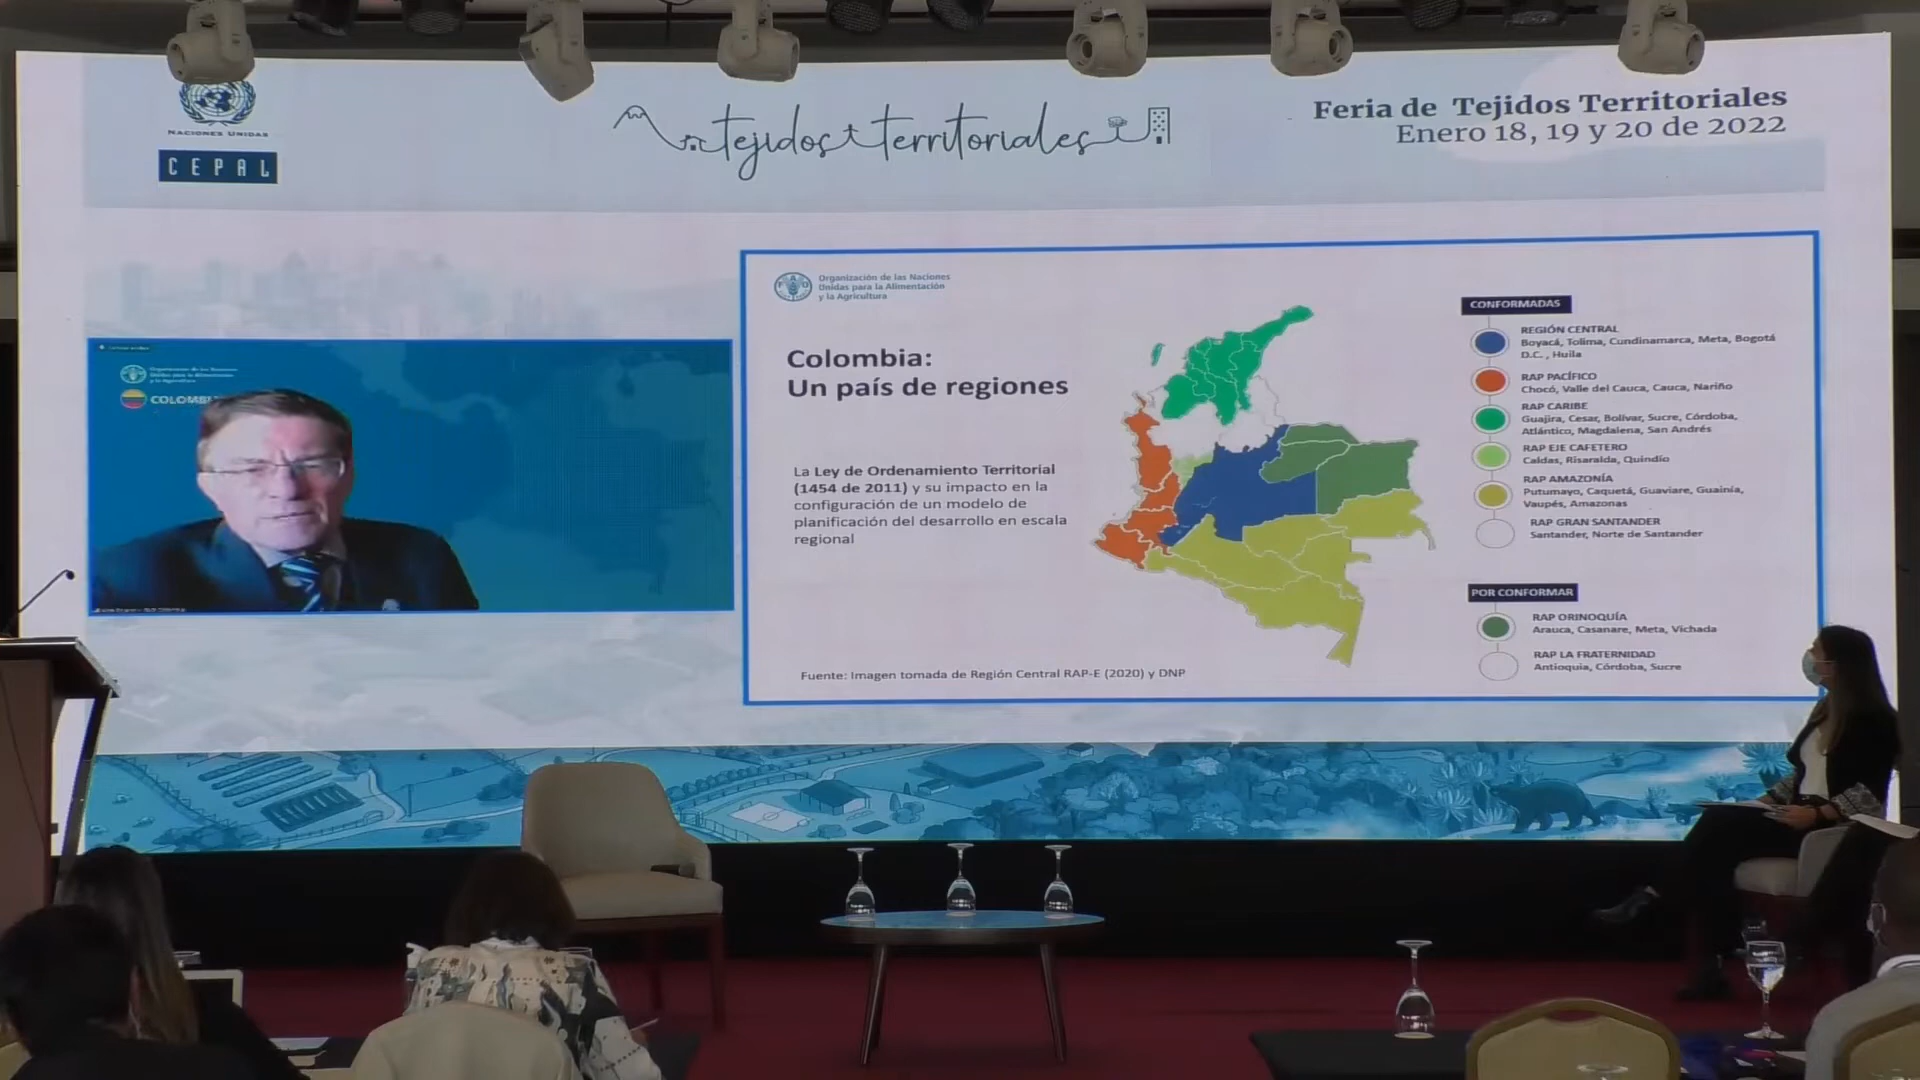 NACIONES UNIDAS
CEPAL
tejidos territoriales
Feria de Tejidos Territoriales
Enero 18, 19 y 20 de 2022
COLOMBI
Organización de las Naciones
Unidas para la Alimentación
y la Agricultura
Colombia:
Un país de regiones
La Ley de Ordenamiento Territorial
(1454 de 2011) y su impacto en la
configuración de un modelo de
planificación del desarrollo en escala
regional
Fuente: Imagen tomada de Región Central RAP-E (2020) y DNP
CONFORMADAS
REGIÓN CENTRAL
Boyacá, Tolima, Cundinamarca, Meta, Bogotá
D.C. , Huila
RAP PACÍFICO
Chocó, Valle del Cauca, Cauca, Nariño
RAP CARIBE
Guajira, Cesar, Bolívar, Sucre, Córdoba,
Atlántico, Magdalena, San Andrés
RAP EJE CAFETERO
Caldas, Risaralda, Quindío
RAP AMAZONÍA
Putumayo, Caquetá, Guaviare, Guainía,
Vaupés, Amazonas
RAP GRAN SANTANDER
Santander, Norte de Santander
POR CONFORMAR
RAP ORINOQUÍA
Arauca, Casanare, Meta, Vichada
RAP LA FRATERNIDAD
Antioquia, Córdoba, Sucre